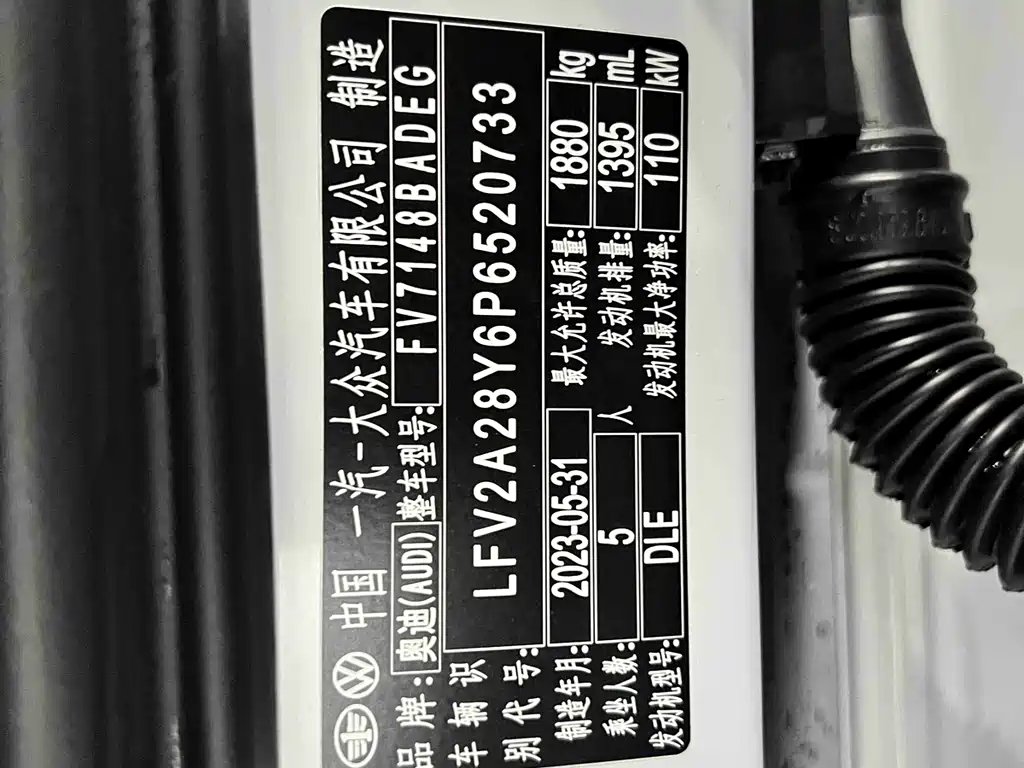 中国 一汽-大众汽车有限公司 制造
品牌:奥迪(AUDI) 整车型号: FV7148BADEG
车辆识别代号: LFV2A28Y6P6520733
制造年月: 2023-05-31 最大允许总质量: 1880 kg
乘坐人数: 5 人 发动机排量: 1395 mL
发动机型号: DLE 发动机最大净功率: 110 kW